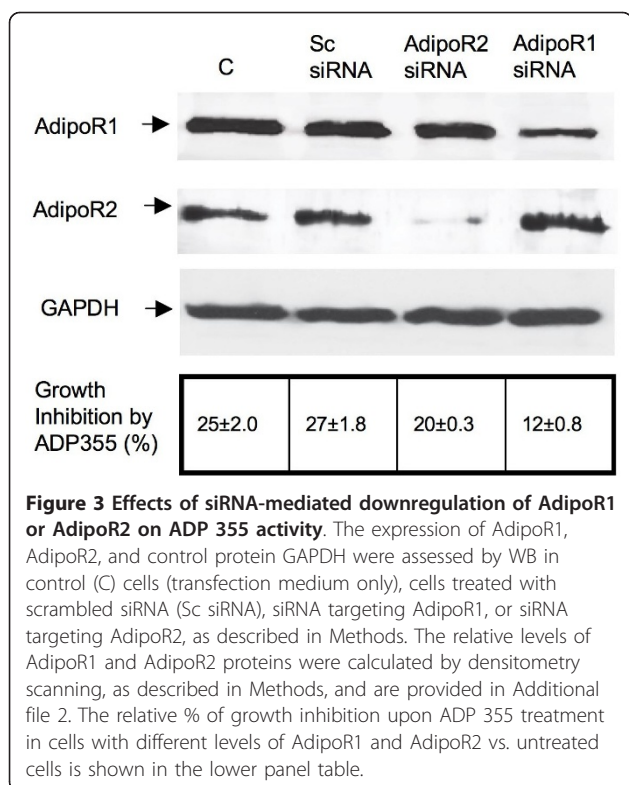 C
Sc siRNA
AdipoR2 siRNA
AdipoR1 siRNA
AdipoR1
AdipoR2
GAPDH
Growth Inhibition by ADP355 (%)
25±2.0
27±1.8
20±0.3
12±0.8
Figure 3 Effects of siRNA-mediated downregulation of AdipoR1
or AdipoR2 on ADP 355 activity. The expression of AdipoR1,
AdipoR2, and control protein GAPDH were assessed by WB in
control (C) cells (transfection medium only), cells treated with
scrambled siRNA (Sc siRNA), siRNA targeting AdipoR1, or siRNA
targeting AdipoR2, as described in Methods. The relative levels of
AdipoR1 and AdipoR2 proteins were calculated by densitometry
scanning, as described in Methods, and are provided in Additional
file 2. The relative % of growth inhibition upon ADP 355 treatment
in cells with different levels of AdipoR1 and AdipoR2 vs. untreated
cells is shown in the lower panel table.